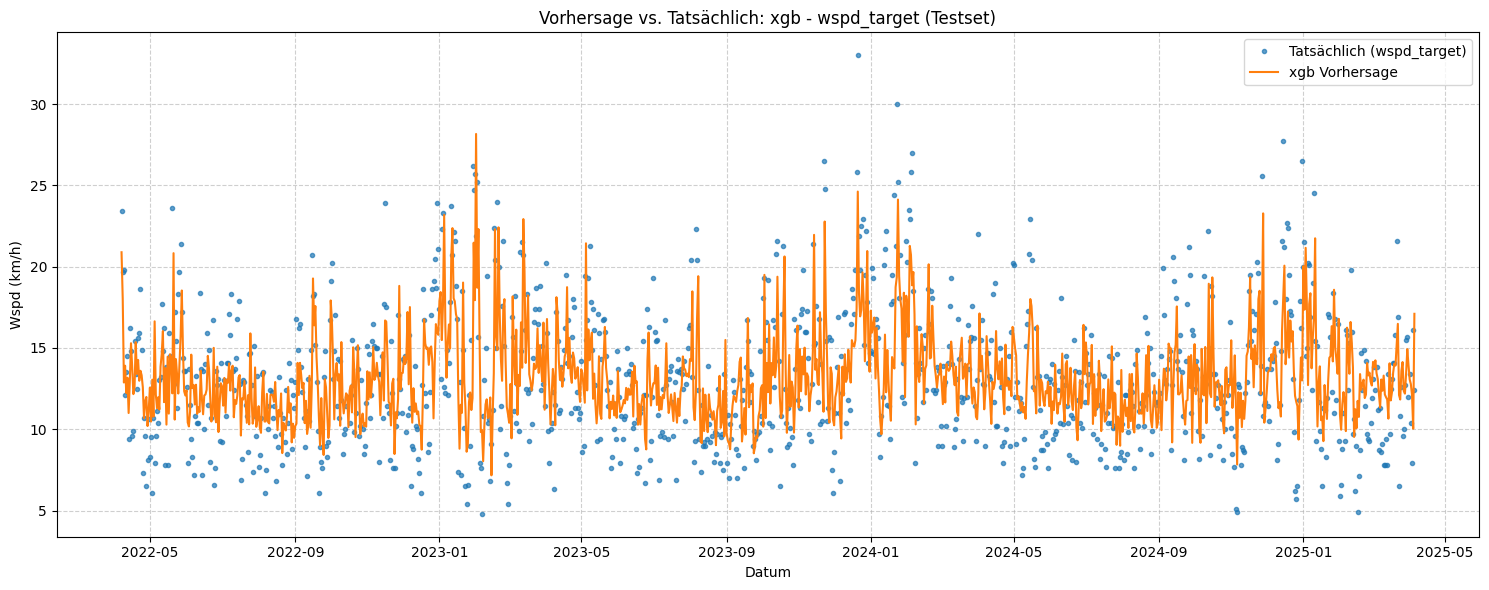 Vorhersage vs. Tatsächlich: xgb - wspd_target (Testset)
Tatsächlich (wspd_target)
xgb Vorhersage
Wspd (km/h)
30
25
20
15
10
5
2022-05 2022-09 2023-01 2023-05 2023-09 2024-01 2024-05 2024-09 2025-01 2025-05
Datum